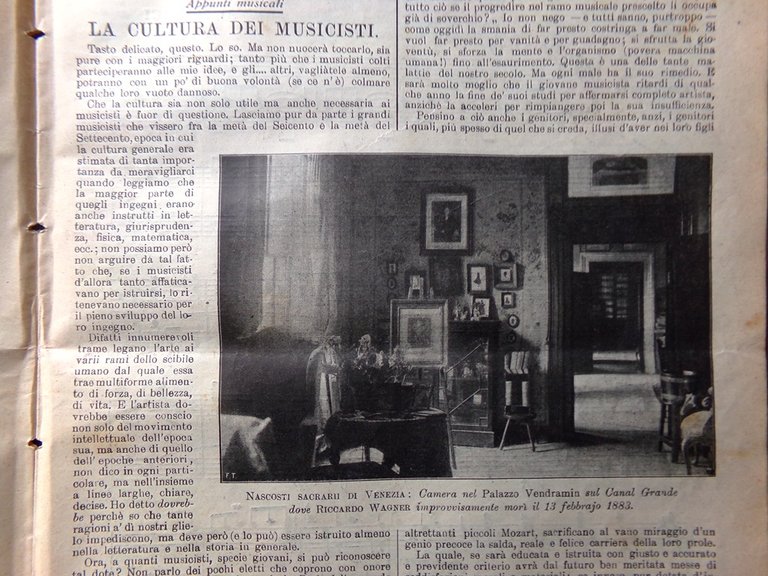 Appunti musicali
LA CULTURA DEI MUSICISTI.
Tasto delicato, questo. Lo so. Ma non nuocerà toccarlo, sia
pure con i maggiori riguardi; tanto più che i musicisti colti
parteciperanno alle mie idee, e gli.... altri, vagliàtele almeno,
potranno con un po' di buona volontà (se ce n'è) colmare
qualche loro vuoto dannoso.
Che la cultura sia non solo utile ma anche necessaria ai
musicisti è fuor di questione. Lasciamo pur da parte i grandi
musicisti che vissero fra la metà del Seicento e la metà del
Settecento, epoca in cui
la cultura generale era
stimata di tanta impor-
tanza da meravigliarci
quando leggiamo che
la maggior parte di
quegli ingegni erano
anche instrutti in let-
teratura, giurispruden-
za, fisica, matematica,
ecc.; non possiamo però
non arguire da tal fat-
to che, se i musicisti
d'allora tanto affatica-
vano per istruirsi, lo ri-
tenevano necessario per
il pieno sviluppo del lo-
ro ingegno.
Difatti innumerevoli
trame legano l'arte ai
varii rami dello scibile
umano dal quale essa
trae multiforme alimen-
to di forza, di bellezza,
di vita. E l'artista do-
vrebbe essere conscio
non solo del movimento
intellettuale dell'epoca
sua, ma anche di quello
dell'epoche anteriori,
non dico in ogni parti-
colare, ma nell'insieme
a linee larghe, chiare,
decise. Ho detto dovreb-
be perchè so che tante
ragioni a' dì nostri glie-
lo impediscono, ma deve però (e lo può) essere istruito almeno
nella letteratura e nella storia in generale.
Ora, a quanti musicisti, specie giovani, si può riconoscere
tal dote? Non parlo dei pochi eletti che coprono con onore
tutto ciò se il progredire nel ramo musicale prescelto li occupa
già di soverchio? „ Io non nego — e tutti sanno, purtroppo —
come oggidì la smania di far presto costringa a far male. Si
vuol far presto per vanità e per guadagno; si sfrutta la gio-
ventù, si sforza la mente e l'organismo (povera macchina
umana!) fino all'esaurimento. Questa è una delle tante ma-
lattie del nostro secolo. Ma ogni male ha il suo rimedio. E
sarà molto meglio che il giovane musicista ritardi di qual-
che anno la fine de' suoi studi per affermarsi completo artista,
anzichè la acceleri per rimpiangere poi la sua insufficienza.
Pensino a ciò anche i genitori, specialmente, anzi, i genitori
i quali, più spesso di quel che si creda, illusi d'aver nei loro figli
F T
NASCOSTI SACRARII DI VENEZIA: Camera nel Palazzo Vendramin sul Canal Grande
dove RICCARDO WAGNER improvvisamente morì il 13 febbrajo 1883.
altrettanti piccoli Mozart, sacrificano al vano miraggio d'un
genio precoce la salda, reale e felice carriera della loro prole.
La quale, se sarà educata e istruita con giusto e accurato
e previdente criterio avrà dal futuro ben meritata messe di